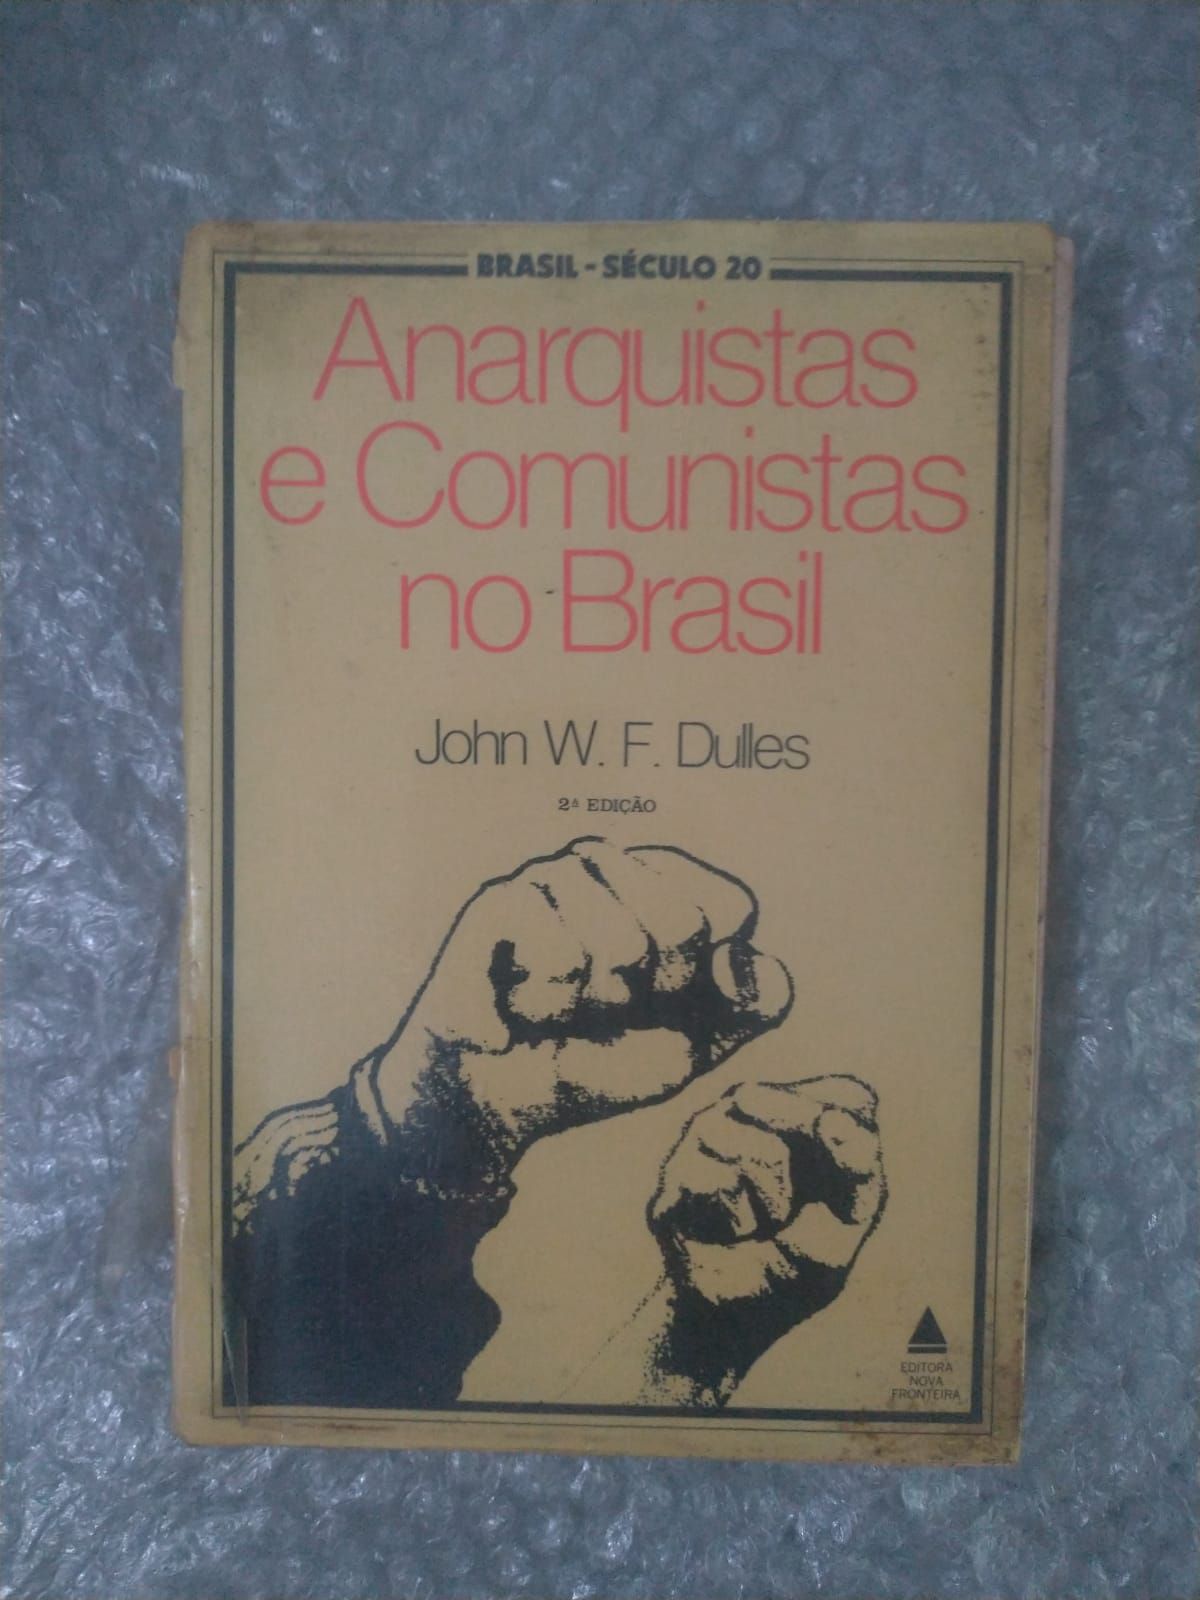 BRASIL - SÉCULO 20
Anarquistas
e Comunistas
no Brasil
John W. F. Dulles
2ª EDIÇÃO
EDITORA
NOVA
FRONTEIRA